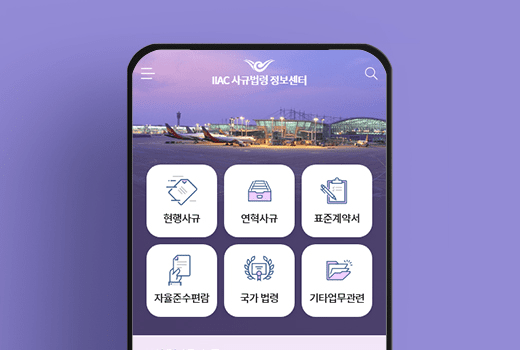 IIAC 사규법령 정보센터
현행사규
연혁사규
표준계약서
자율준수편람
국가 법령
기타업무관련